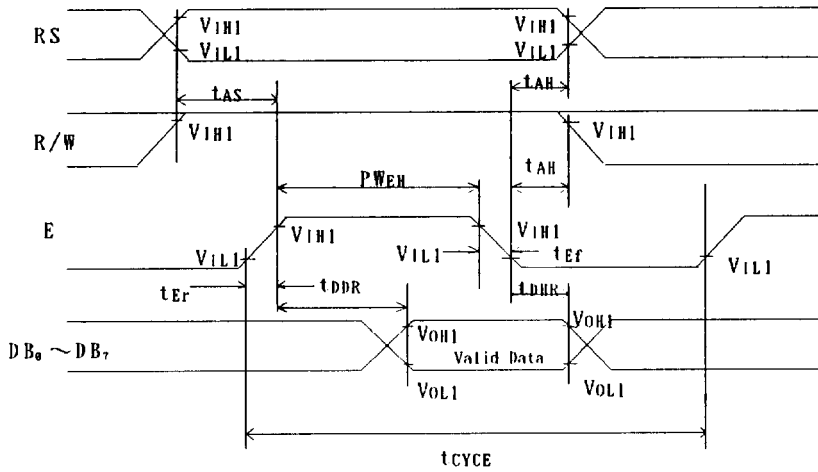 RS
VIH1
VIL1
VIH1
VIL1
tAS
tAH
R/W
VIH1
VIH1
tAH
PWEH
E
VIL1
VIH1
VIL1
VIH1
tEf
VIL1
tEr
tDDR
tDHR
DB0 ~ DB7
VOH1
Valid Data
VOL1
VOH1
VOL1
tCYCE